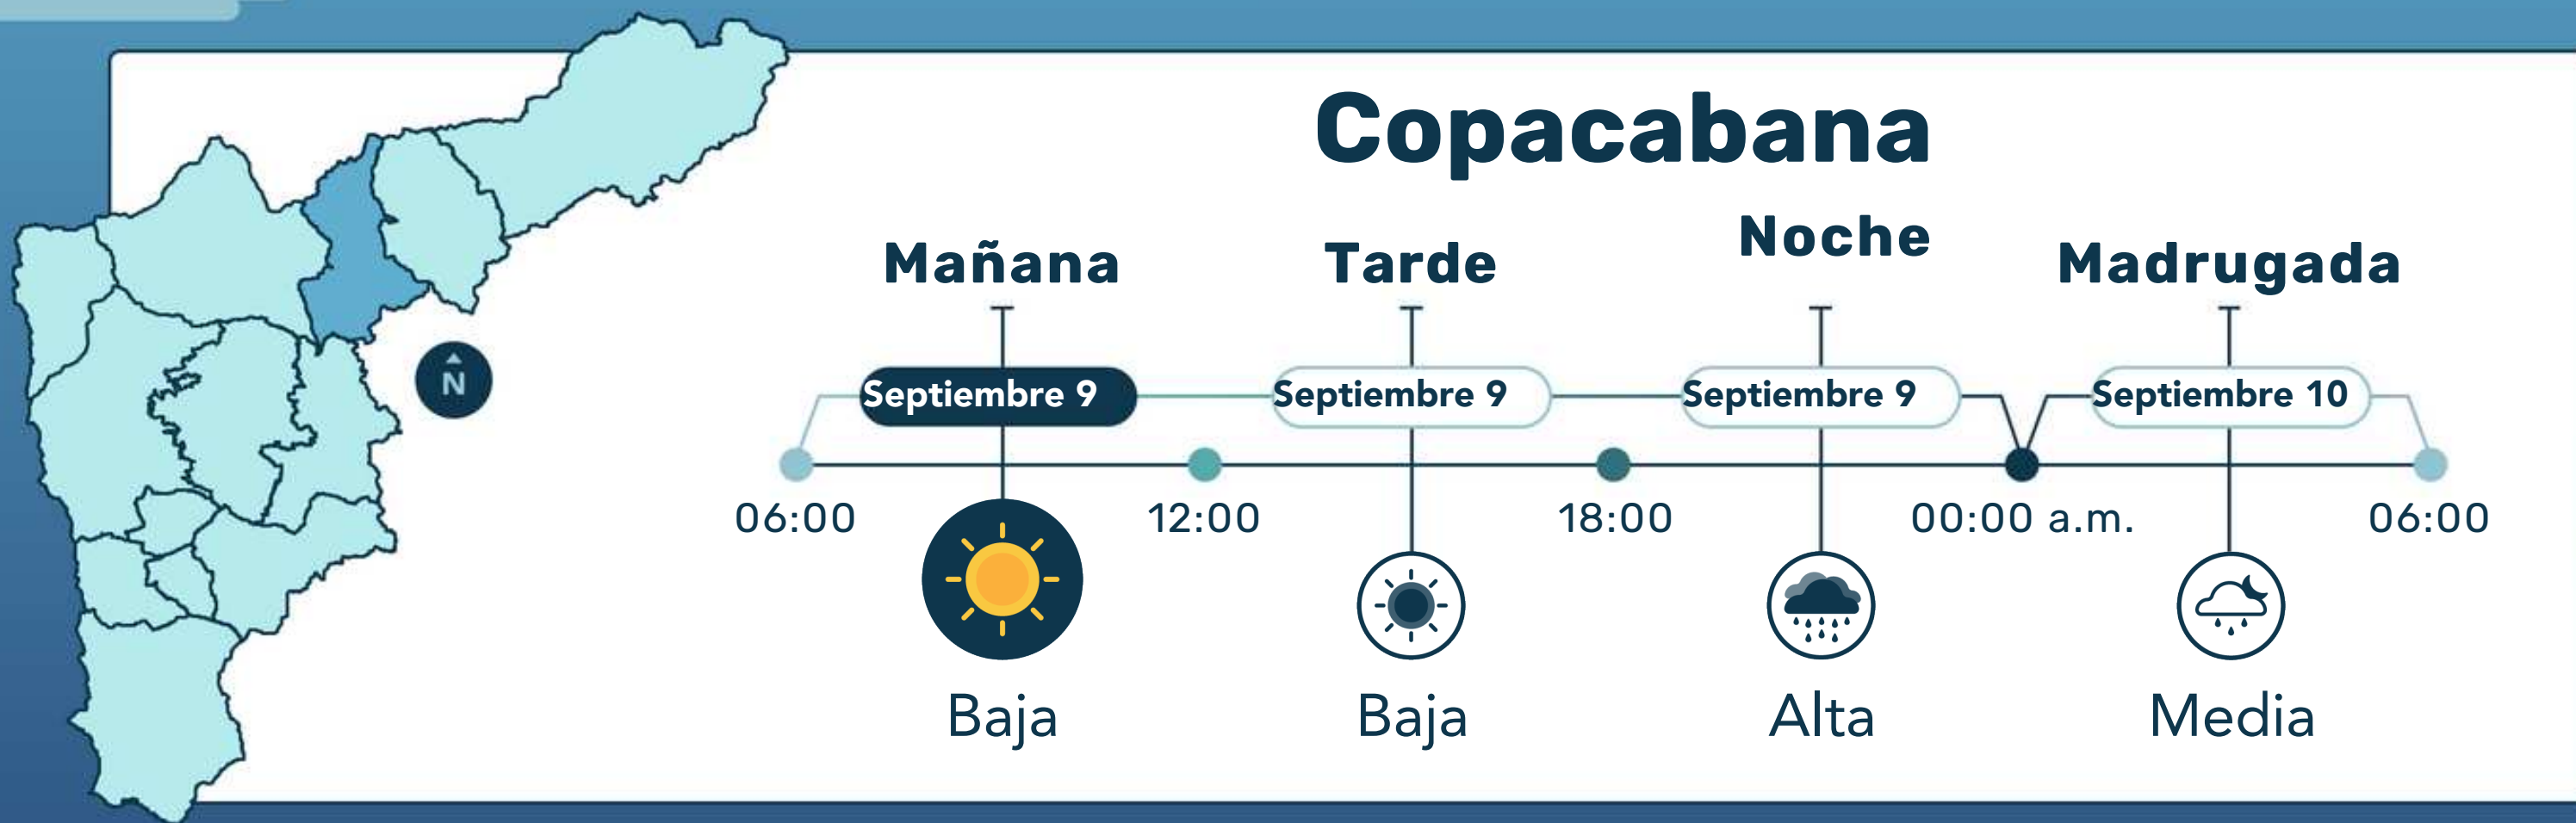 Copacabana
Mañana
Tarde
Noche
Madrugada
Septiembre 9
Septiembre 9
Septiembre 9
Septiembre 10
N
06:00
12:00
18:00
00:00 a.m.
06:00
Baja
Baja
Alta
Media